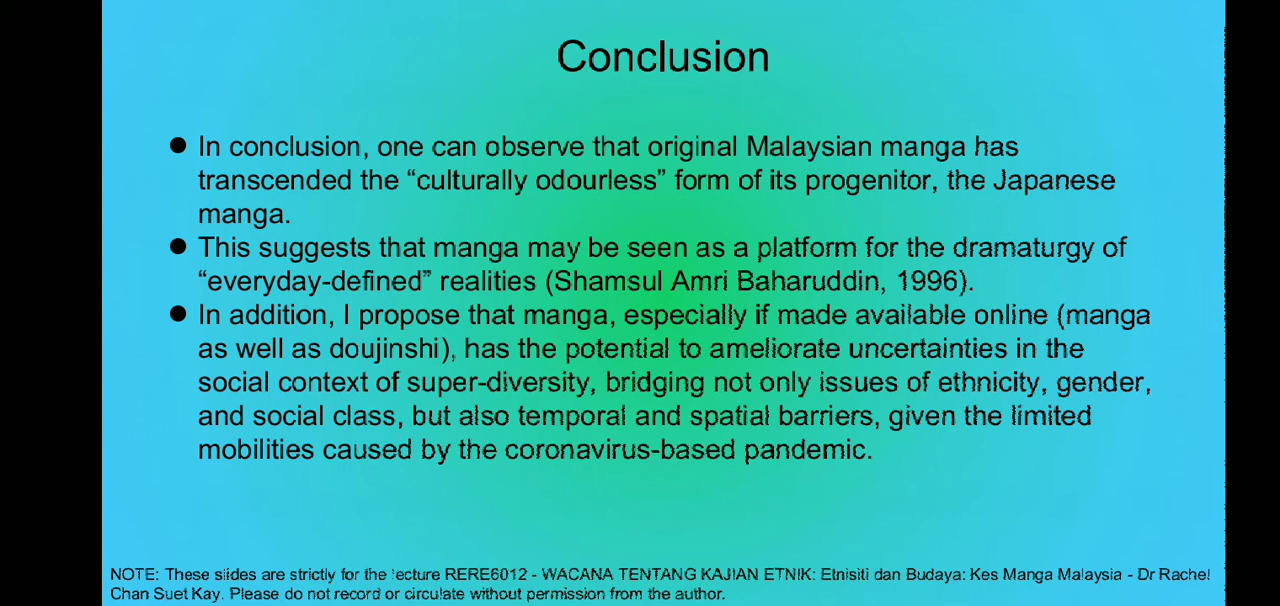 Conclusion
● In conclusion, one can observe that original Malaysian manga has
transcended the “culturally odourless” form of its progenitor, the Japanese
manga.
● This suggests that manga may be seen as a platform for the dramaturgy of
“everyday-defined” realities (Shamsul Amri Baharuddin, 1996).
● In addition, I propose that manga, especially if made available online (manga
as well as doujinshi), has the potential to ameliorate uncertainties in the
social context of super-diversity, bridging not only issues of ethnicity, gender,
and social class, but also temporal and spatial barriers, given the limited
mobilities caused by the coronavirus-based pandemic.
NOTE: These slides are strictly for the lecture RERE6012 - WACANA TENTANG KAJIAN ETNIK: Etnisiti dan Budaya: Kes Manga Malaysia - Dr Rachel
Chan Suet Kay. Please do not record or circulate without permission from the author.